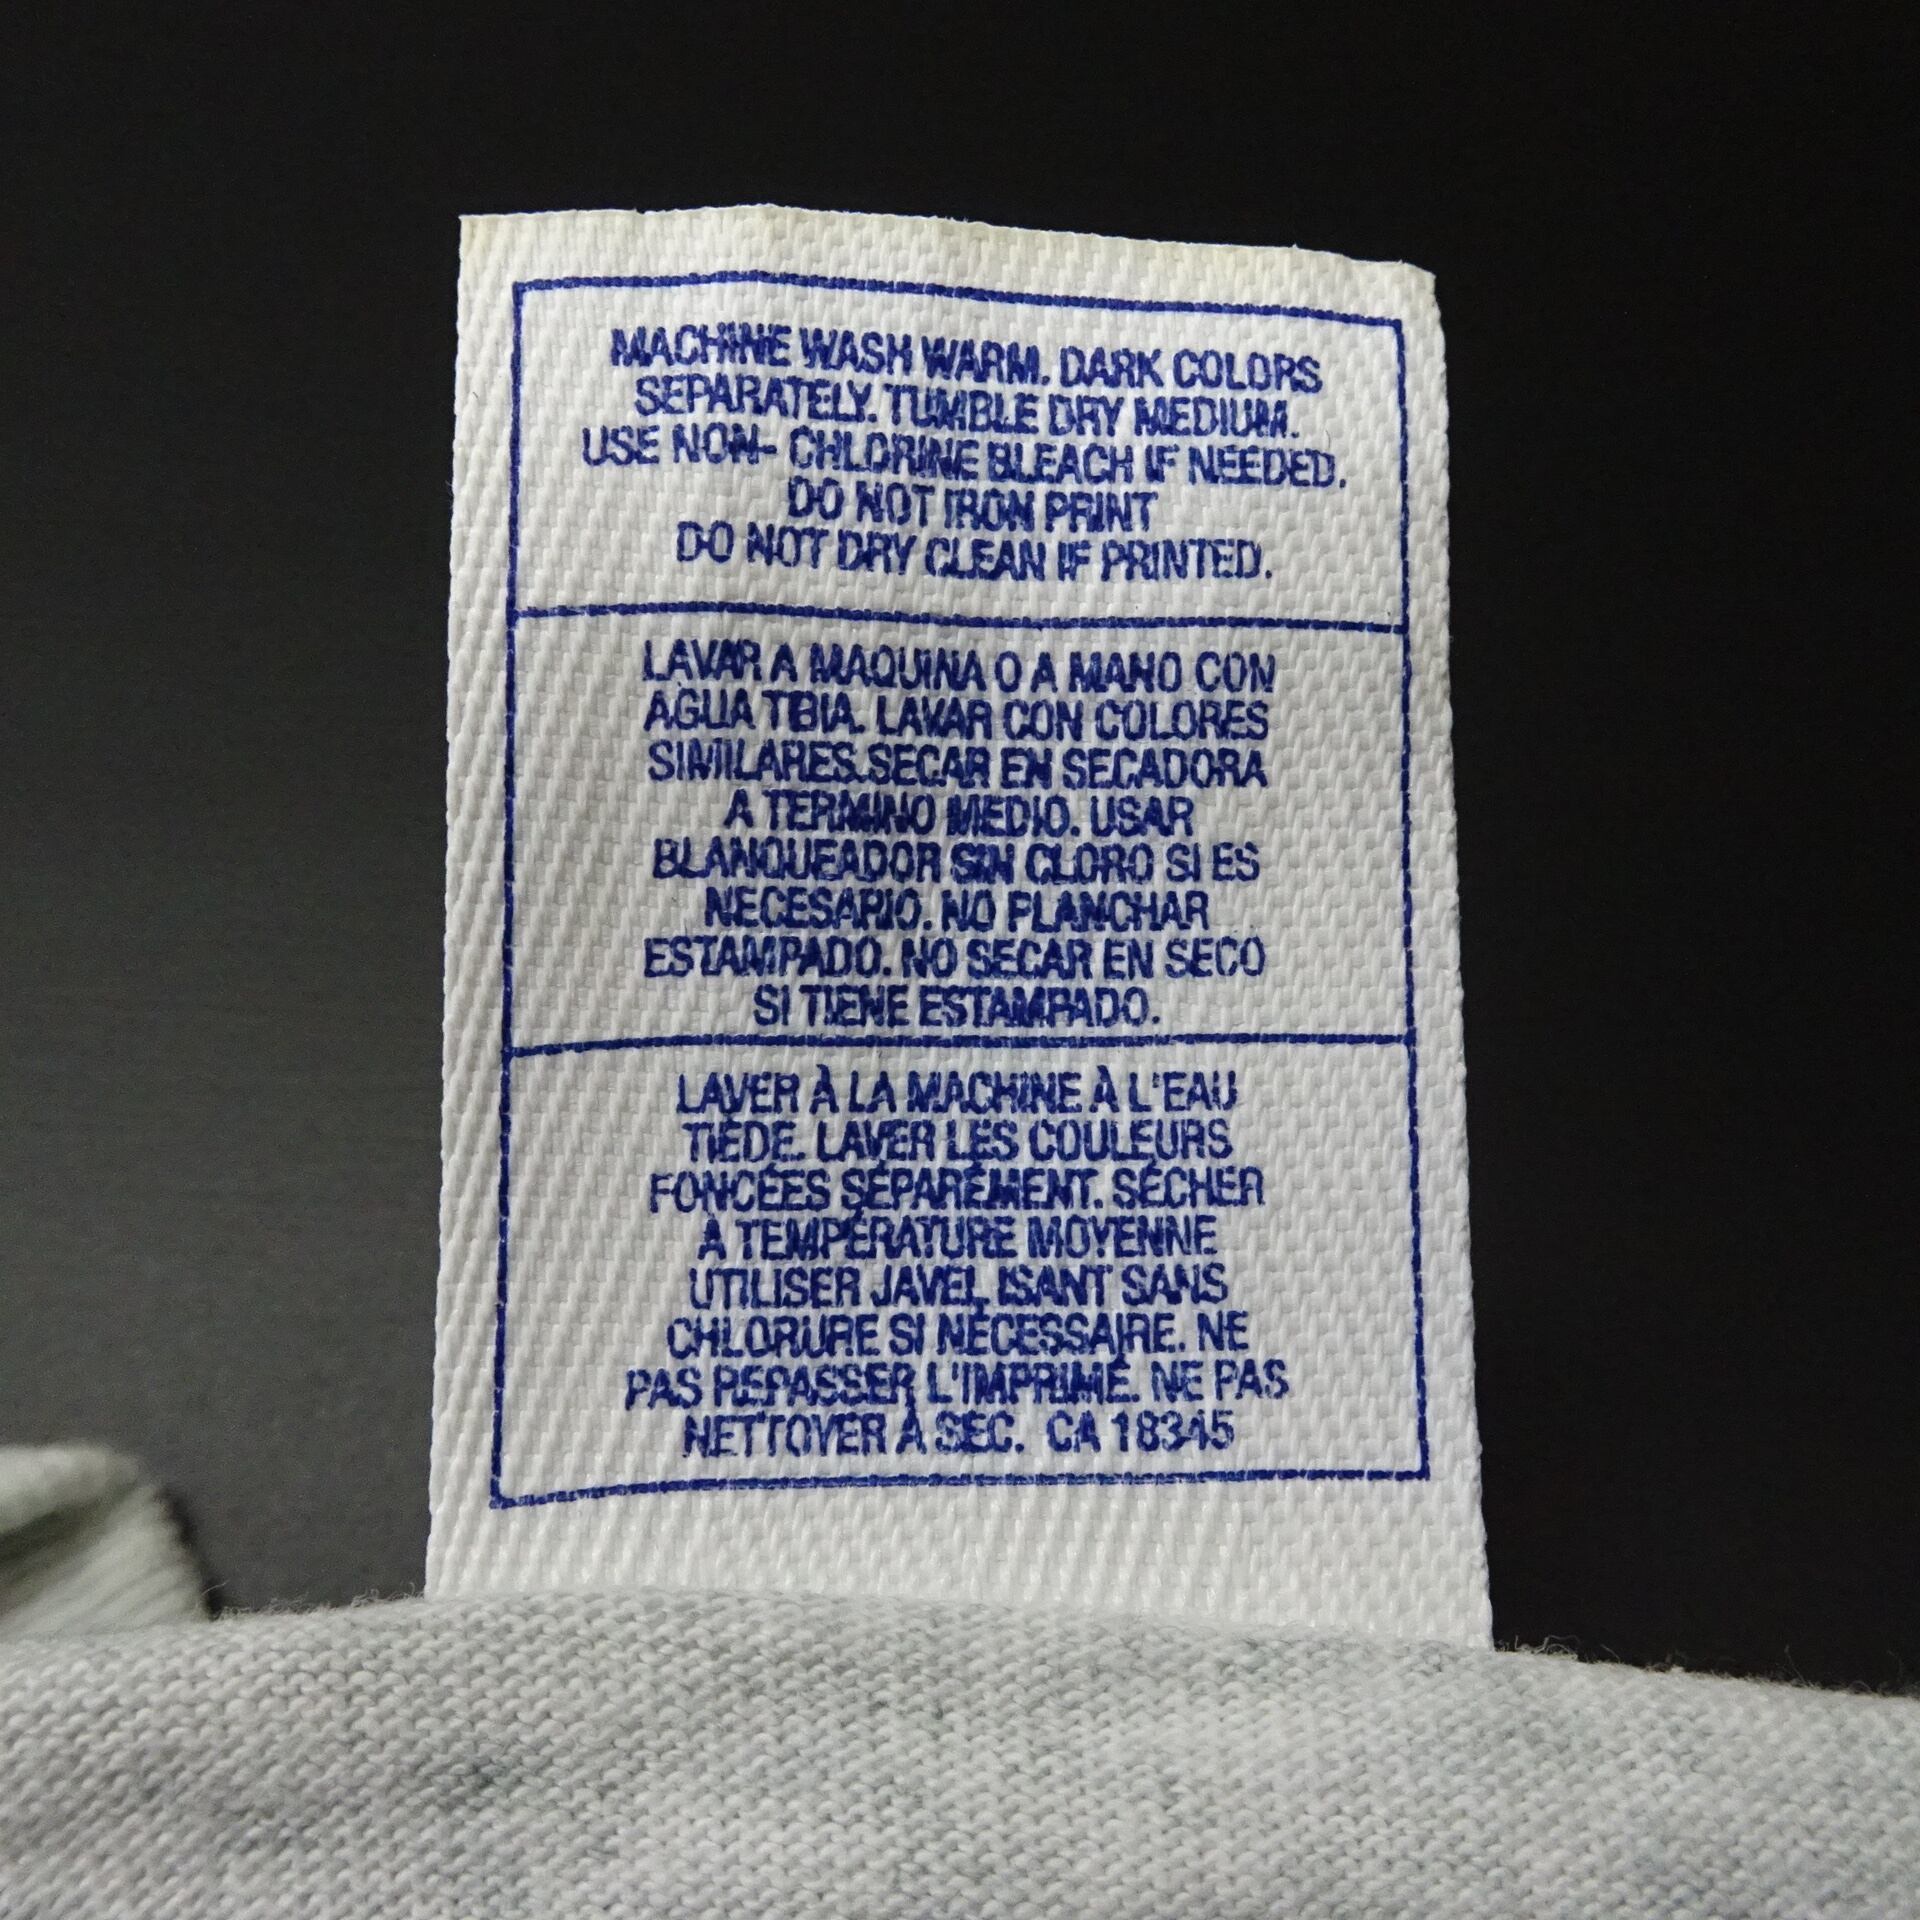 MACHINE WASH WARM. DARK COLORS
SEPARATELY. TUMBLE DRY MEDIUM.
USE NON- CHLORINE BLEACH IF NEEDED.
DO NOT IRON PRINT
DO NOT DRY CLEAN IF PRINTED.
LAVAR A MAQUINA O A MANO CON
AGUA TIBIA. LAVAR CON COLORES
SIMILARES. SECAR EN SECADORA
A TERMINO MEDIO. USAR
BLANQUEADOR SIN CLORO SI ES
NECESARIO. NO PLANCHAR
ESTAMPADO. NO SECAR EN SECO
SI TIENE ESTAMPADO.
LAVER À LA MACHINE À L'EAU
TIÉDE. LAVER LES COULEURS
FONCÉES SÉPARÉMENT. SÉCHER
À TEMPÉRATURE MOYENNE
UTILISER JAVEL ISANT SANS
CHLORURE SI NÉCESSAIRE. NE
PAS REPASSER L'IMPRIMÉ. NE PAS
NETTOYER À SEC. CA 18345